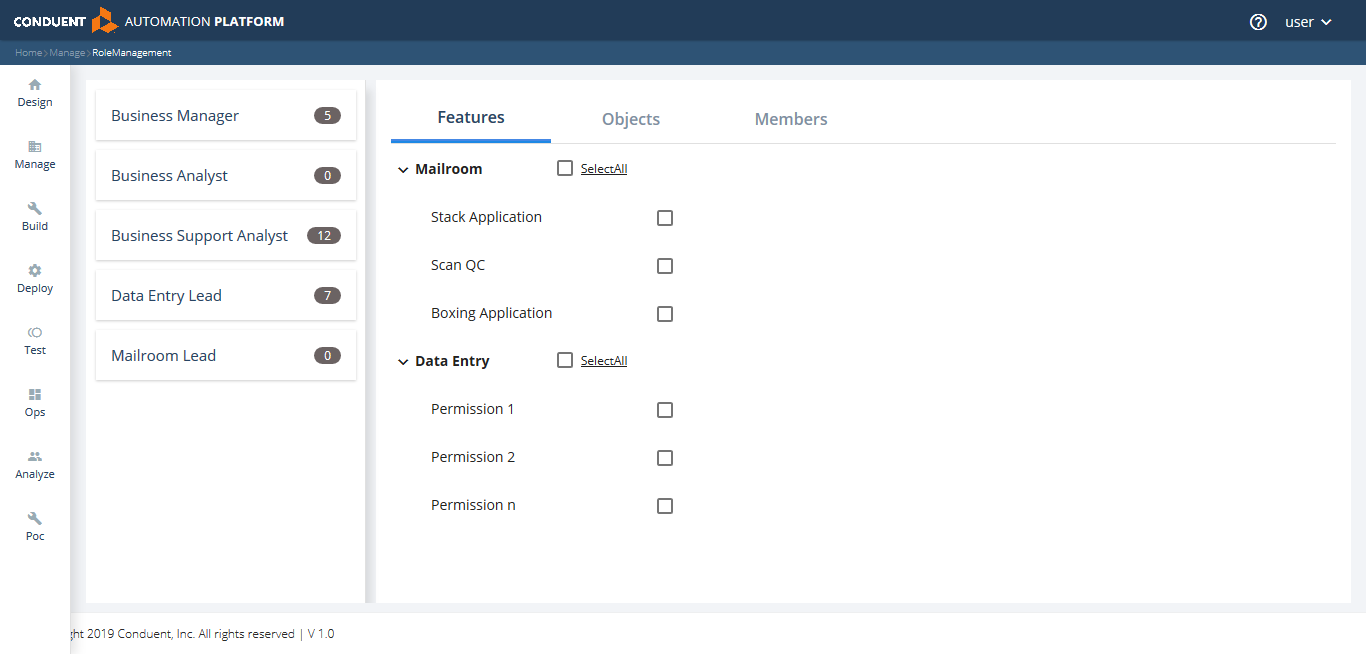 CONDUENT AUTOMATION PLATFORM
user
Home Manage RoleManagement
Design
Manage
Build
Deploy
Test
Ops
Analyze
Poc
Business Manager 5
Business Analyst 0
Business Support Analyst 12
Data Entry Lead 7
Mailroom Lead 0
Features Objects Members
Mailroom SelectAll
Stack Application
Scan QC
Boxing Application
Data Entry SelectAll
Permission 1
Permission 2
Permission n
2019 Conduent, Inc. All rights reserved | V 1.0